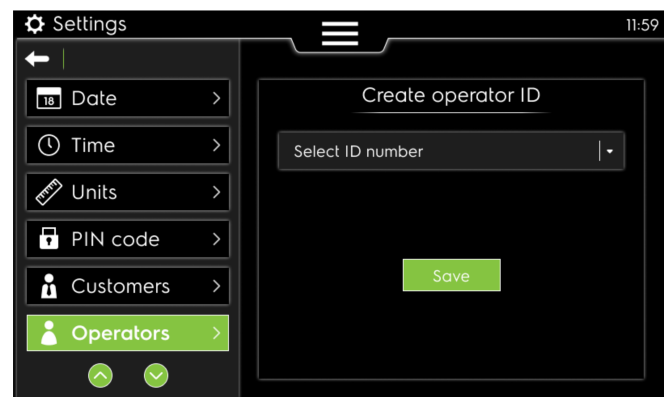 Settings
11:59
18 Date
Time
Units
PIN code
Customers
Operators
Create operator ID
Select ID number
Save